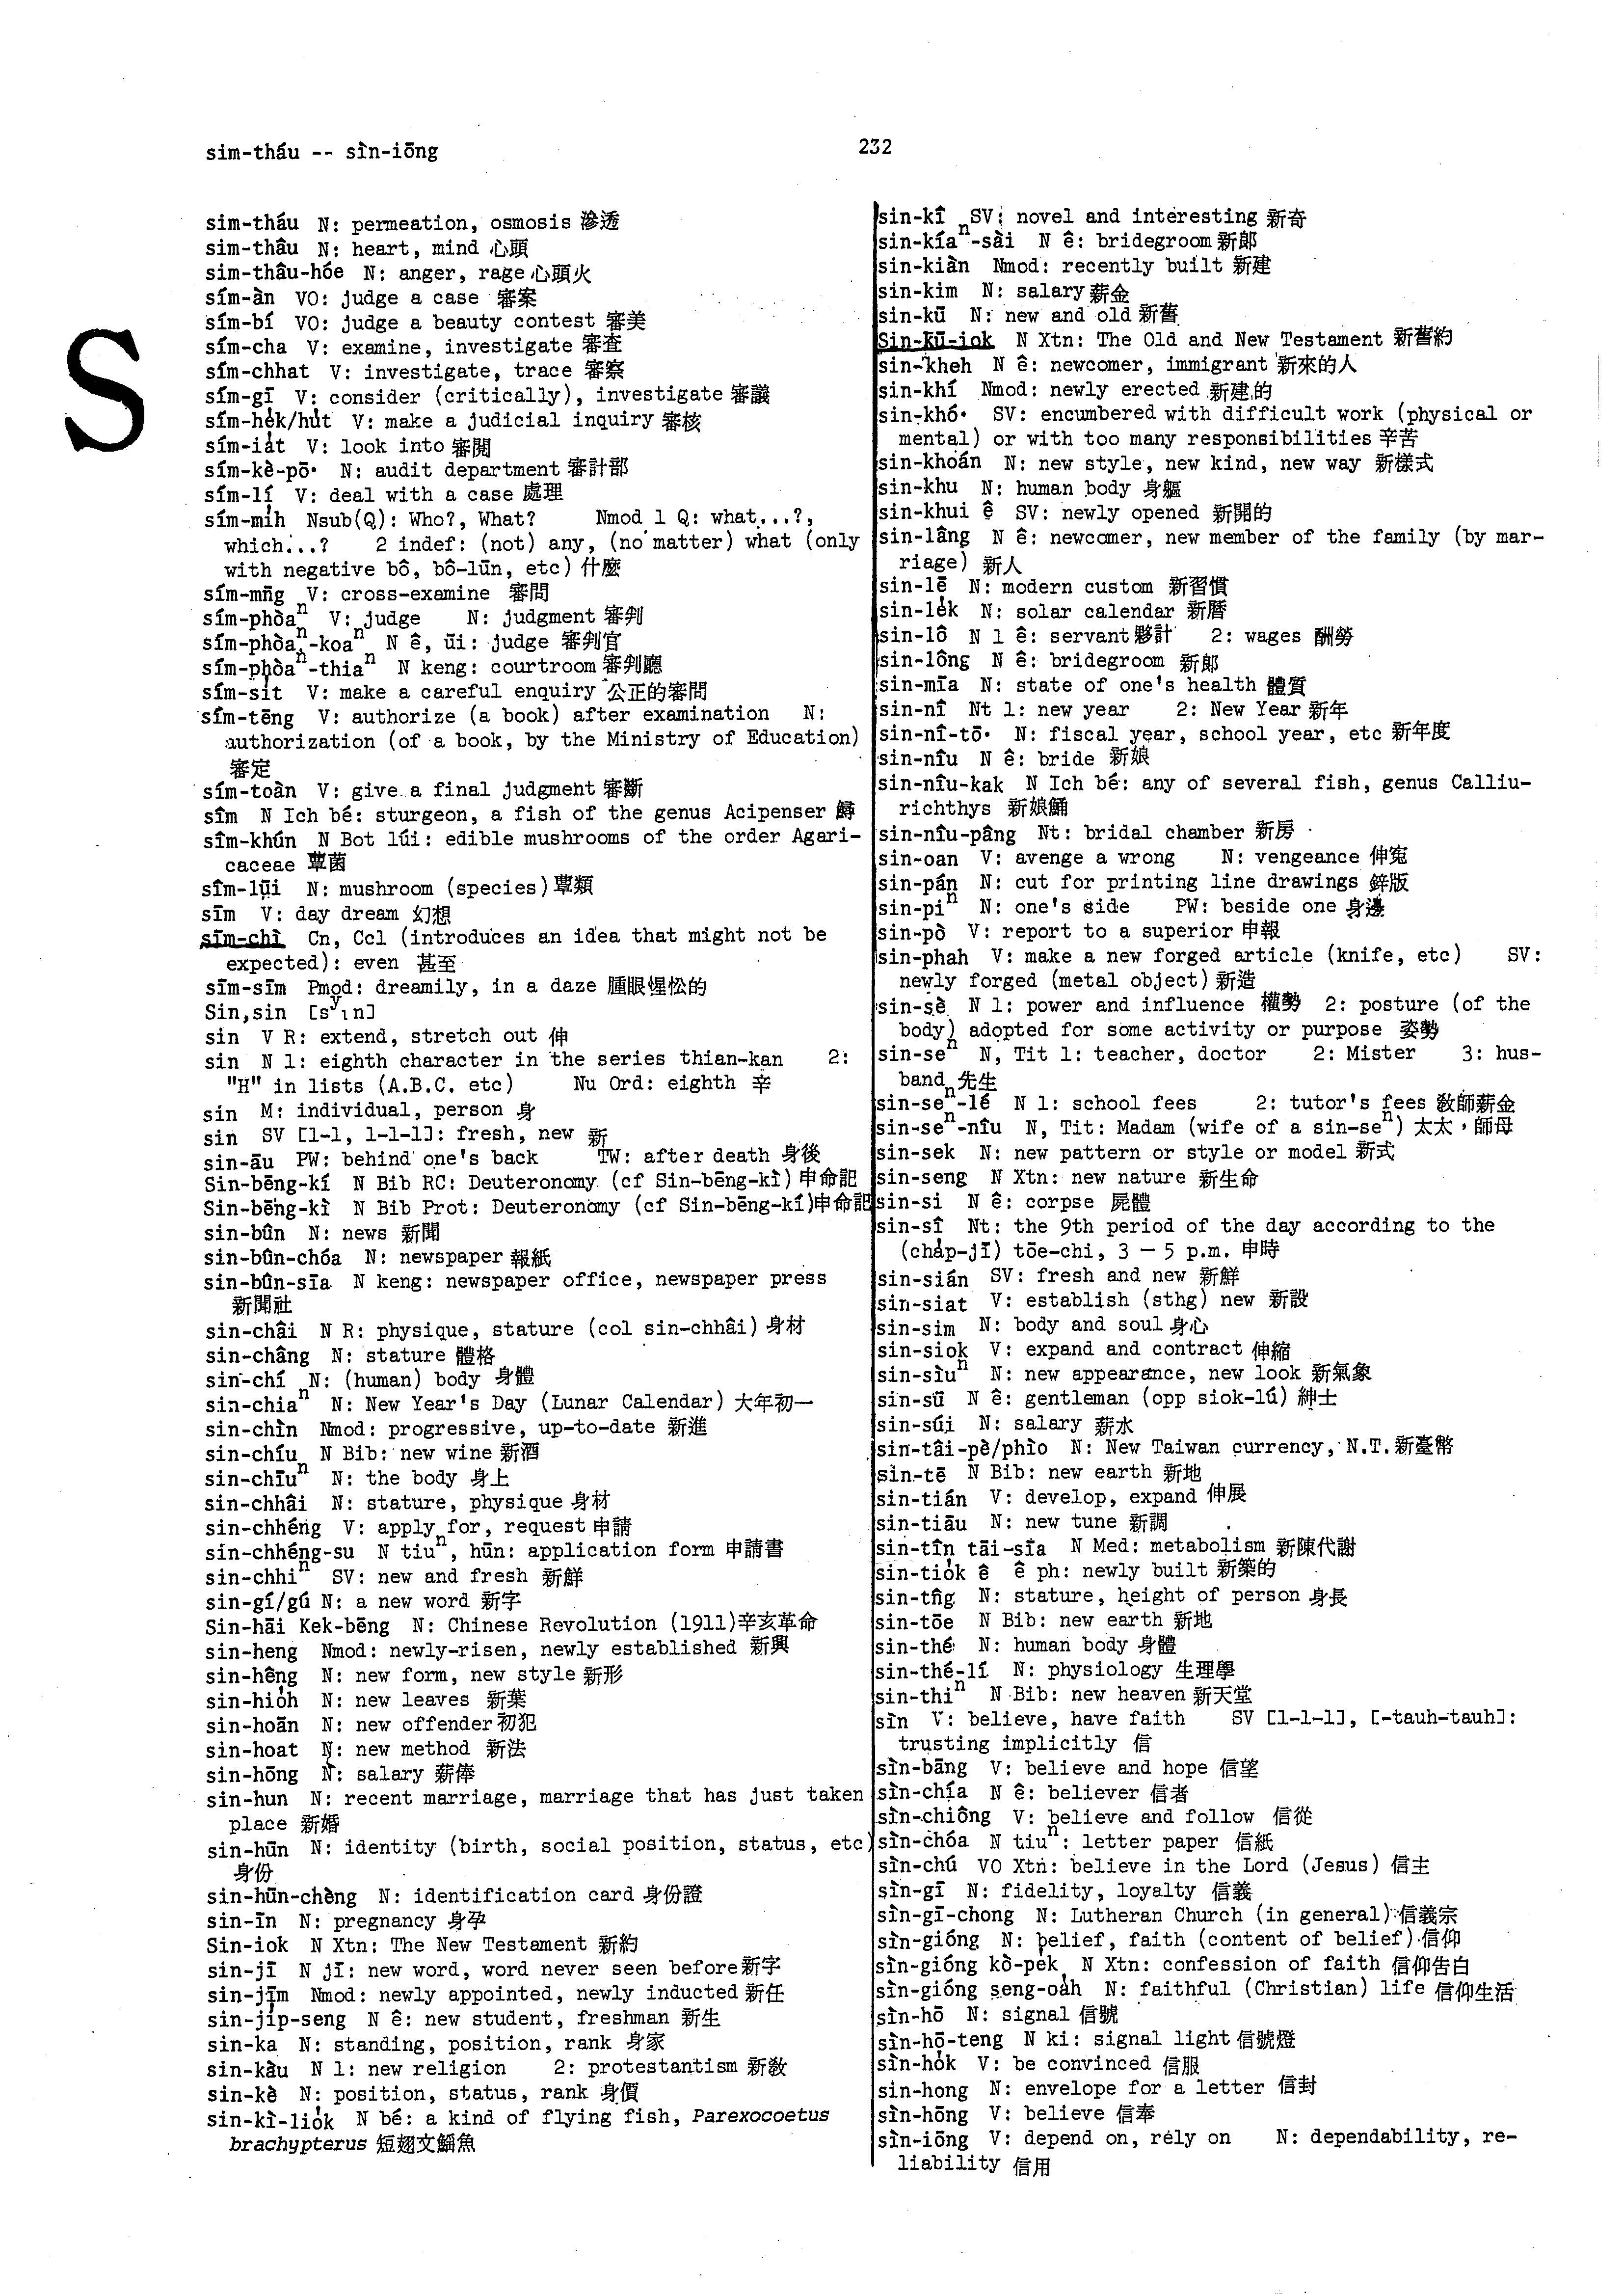 sim-tháu -- sìn-iōng
232
S
sim-tháu N: permeation, osmosis 滲透
sim-thâu N: heart, mind 心頭
sim-thâu-hóe N: anger, rage 心頭火
sím-àn VO: judge a case 審案
sím-bí VO: judge a beauty contest 審美
sím-cha V: examine, investigate 審查
sím-chhat V: investigate, trace 審察
sím-gī V: consider (critically), investigate 審議
sím-he̍k/hu̍t V: make a judicial inquiry 審核
sím-ia̍t V: look into 審閱
sím-kè-pō· N: audit department 審計部
sím-lí V: deal with a case 處理
sím-mi̍h Nsub(Q): Who?, What? Nmod 1 Q: what...?,
which...? 2 indef: (not) any, (no matter) what (only
with negative bô, bô-lūn, etc) 什麼
sím-mn̄g V: cross-examine 審問
sím-phòaⁿ V: judge N: judgment 審判
sím-phòaⁿ-koaⁿ N ê, ūi: judge 審判官
sím-phòaⁿ-thiaⁿ N keng: courtroom 審判廳
sím-si̍t V: make a careful enquiry 公正的審問
sím-tēng V: authorize (a book) after examination N:
authorization (of a book, by the Ministry of Education)
審定
sím-toàn V: give a final judgment 審斷
sîm N Ich bé: sturgeon, a fish of the genus Acipenser 鱘
sîm-khún N Bot lúi: edible mushrooms of the order Agari-
caceae 蕈菌
sîm-lūi N: mushroom (species) 蕈類
sīm V: day dream 幻想
sīm-chì Cn, Ccl (introduces an idea that might not be
expected): even 甚至
sīm-sīm Pmod: dreamily, in a daze 睡眼惺忪的
Sin,sin [sʸɩn]
sin V R: extend, stretch out 伸
sin N 1: eighth character in the series thian-kan 2:
"H" in lists (A.B.C. etc) Nu Ord: eighth 辛
sin M: individual, person 身
sin SV [1-1, 1-1-1]: fresh, new 新
sin-āu PW: behind one's back TW: after death 身後
Sin-bēng-kí N Bib RC: Deuteronomy (cf Sin-bēng-kì) 申命記
Sin-bēng-kì N Bib Prot: Deuteronomy (cf Sin-bēng-kí) 申命記
sin-bûn N: news 新聞
sin-bûn-chóa N: newspaper 報紙
sin-bûn-sīa N keng: newspaper office, newspaper press
新聞社
sin-châi N R: physique, stature (col sin-chhâi) 身材
sin-châng N: stature 體格
sin-chí N: (human) body 身體
sin-chiaⁿ N: New Year's Day (Lunar Calendar) 大年初一
sin-chìn Nmod: progressive, up-to-date 新進
sin-chíu N Bib: new wine 新酒
sin-chīuⁿ N: the body 身上
sin-chhâi N: stature, physique 身材
sin-chhéng V: apply for, request 申請
sin-chhéng-su N tiuⁿ, hūn: application form 申請書
sin-chhiⁿ SV: new and fresh 新鮮
sin-gí/gú N: a new word 新字
Sin-hāi Kek-bēng N: Chinese Revolution (1911) 辛亥革命
sin-heng Nmod: newly-risen, newly established 新興
sin-hêng N: new form, new style 新形
sin-hio̍h N: new leaves 新葉
sin-hoān N: new offender 初犯
sin-hoat N: new method 新法
sin-hōng N: salary 薪俸
sin-hun N: recent marriage, marriage that has just taken
place 新婚
sin-hūn N: identity (birth, social position, status, etc)
身份
sin-hūn-chèng N: identification card 身份證
sin-īn N: pregnancy 身孕
Sin-iok N Xtn: The New Testament 新約
sin-jī N jī: new word, word never seen before 新字
sin-jīm Nmod: newly appointed, newly inducted 新任
sin-ji̍p-seng N ê: new student, freshman 新生
sin-ka N: standing, position, rank 身家
sin-kàu N 1: new religion 2: protestantism 新教
sin-kè N: position, status, rank 身價
sin-kì-lio̍k N bé: a kind of flying fish, Parexocoetus
brachypterus 短翅文鰩魚
sin-kî SV: novel and interesting 新奇
sin-kíaⁿ-sài N ê: bridegroom 新郎
sin-kiàn Nmod: recently built 新建
sin-kim N: salary 薪金
sin-kū N: new and old 新舊
Sin-kū-iok N Xtn: The Old and New Testament 新舊約
sin-kheh N ê: newcomer, immigrant 新來的人
sin-khí Nmod: newly erected 新建的
sin-khó· SV: encumbered with difficult work (physical or
mental) or with too many responsibilities 辛苦
sin-khoán N: new style, new kind, new way 新樣式
sin-khu N: human body 身軀
sin-khui ê SV: newly opened 新開的
sin-lâng N ê: newcomer, new member of the family (by mar-
riage) 新人
sin-lē N: modern custom 新習慣
sin-le̍k N: solar calendar 新曆
sin-lô N 1 ê: servant 夥計 2: wages 酬勞
sin-lông N ê: bridegroom 新郎
sin-mīa N: state of one's health 體質
sin-nî Nt 1: new year 2: New Year 新年
sin-nî-tō· N: fiscal year, school year, etc 新年度
sin-nîu N ê: bride 新娘
sin-nîu-kak N Ich bé: any of several fish, genus Calliu-
richthys 新娘䲗
sin-nîu-pâng Nt: bridal chamber 新房
sin-oan V: avenge a wrong N: vengeance 伸冤
sin-pán N: cut for printing line drawings 鋅版
sin-piⁿ N: one's side PW: beside one 身邊
sin-pò V: report to a superior 申報
sin-phah V: make a new forged article (knife, etc) SV:
newly forged (metal object) 新造
sin-sè N 1: power and influence 權勢 2: posture (of the
body) adopted for some activity or purpose 姿勢
sin-seⁿ N, Tit 1: teacher, doctor 2: Mister 3: hus-
band 先生
sin-seⁿ-lé N 1: school fees 2: tutor's fees 教師薪金
sin-seⁿ-nîu N, Tit: Madam (wife of a sin-seⁿ) 太太，師母
sin-sek N: new pattern or style or model 新式
sin-seng N Xtn: new nature 新生命
sin-si N ê: corpse 屍體
sin-sî Nt: the 9th period of the day according to the
(cha̍p-jī) tōe-chi, 3 — 5 p.m. 申時
sin-sián SV: fresh and new 新鮮
sin-siat V: establish (sthg) new 新設
sin-sim N: body and soul 身心
sin-siok V: expand and contract 伸縮
sin-sìuⁿ N: new appearance, new look 新氣象
sin-sū N ê: gentleman (opp siok-lú) 紳士
sin-súi N: salary 薪水
sin-tâi-pè/phìo N: New Taiwan currency, N.T. 新臺幣
sin-tē N Bib: new earth 新地
sin-tián V: develop, expand 伸展
sin-tiāu N: new tune 新調
sin-tîn tāi-sīa N Med: metabolism 新陳代謝
sin-tio̍k ê ê ph: newly built 新築的
sin-tn̂g N: stature, height of person 身長
sin-tōe N Bib: new earth 新地
sin-thé N: human body 身體
sin-thé-lí N: physiology 生理學
sin-thiⁿ N Bib: new heaven 新天堂
sìn V: believe, have faith SV [1-1-1], [-tauh-tauh]:
trusting implicitly 信
sìn-bāng V: believe and hope 信望
sìn-chía N ê: believer 信者
sìn-chiông V: believe and follow 信從
sìn-chóa N tiuⁿ: letter paper 信紙
sìn-chú VO Xtn: believe in the Lord (Jesus) 信主
sìn-gī N: fidelity, loyalty 信義
sìn-gī-chong N: Lutheran Church (in general) 信義宗
sìn-gióng N: belief, faith (content of belief) 信仰
sìn-gióng kò-pe̍k N Xtn: confession of faith 信仰告白
sìn-gióng seng-oa̍h N: faithful (Christian) life 信仰生活
sìn-hō N: signal 信號
sìn-hō-teng N ki: signal light 信號燈
sìn-ho̍k V: be convinced 信服
sìn-hong N: envelope for a letter 信封
sìn-hōng V: believe 信奉
sìn-iōng V: depend on, rely on N: dependability, re-
liability 信用